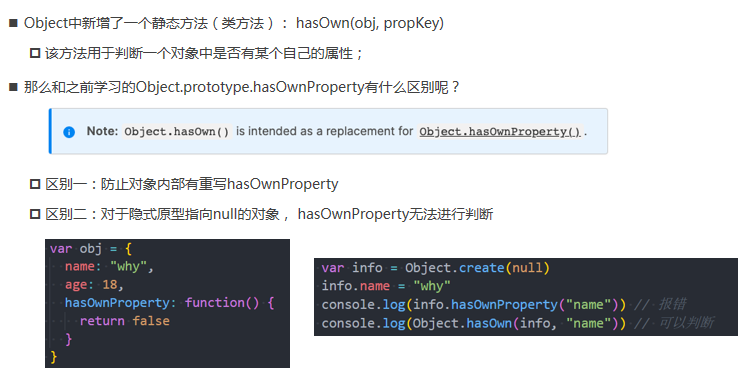 Object中新增了一个静态方法（类方法）： hasOwn(obj, propKey)
该方法用于判断一个对象中是否有某个自己的属性；
那么和之前学习的Object.prototype.hasOwnProperty有什么区别呢？
Note: Object.hasOwn() is intended as a replacement for Object.hasOwnProperty().
区别一：防止对象内部有重写hasOwnProperty
区别二：对于隐式原型指向null的对象， hasOwnProperty无法进行判断
var obj = {
name: "why",
age: 18,
hasOwnProperty: function() {
return false
}
}
var info = Object.create(null)
info.name = "why"
console.log(info.hasOwnProperty("name")) // 报错
console.log(Object.hasOwn(info, "name")) // 可以判断